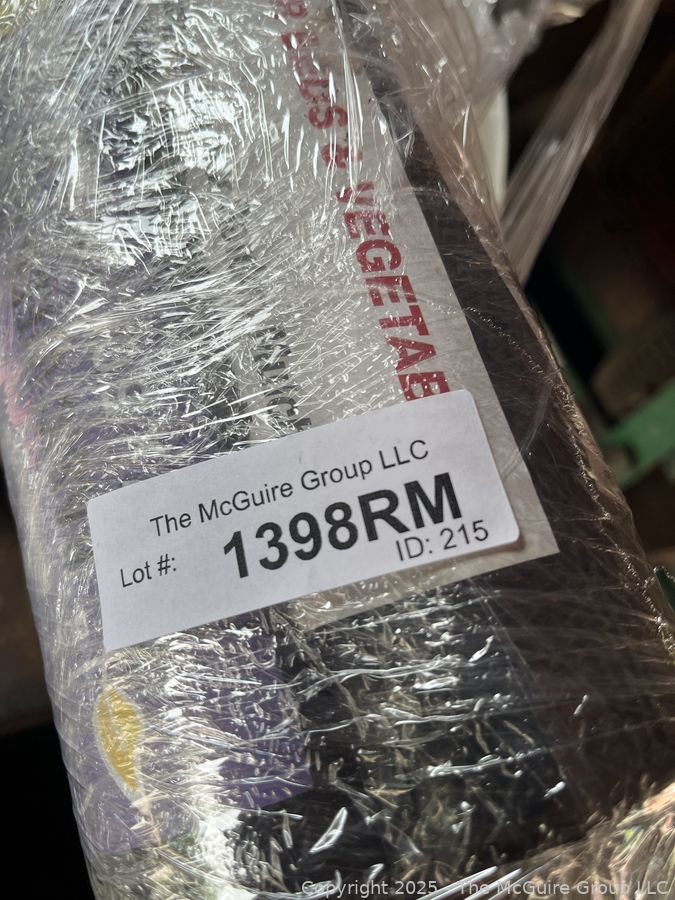 & VEGETAB
The McGuire Group LLC
Lot #: 1398RM
ID: 215
Copyright 2025 - The McGuire Group LLC